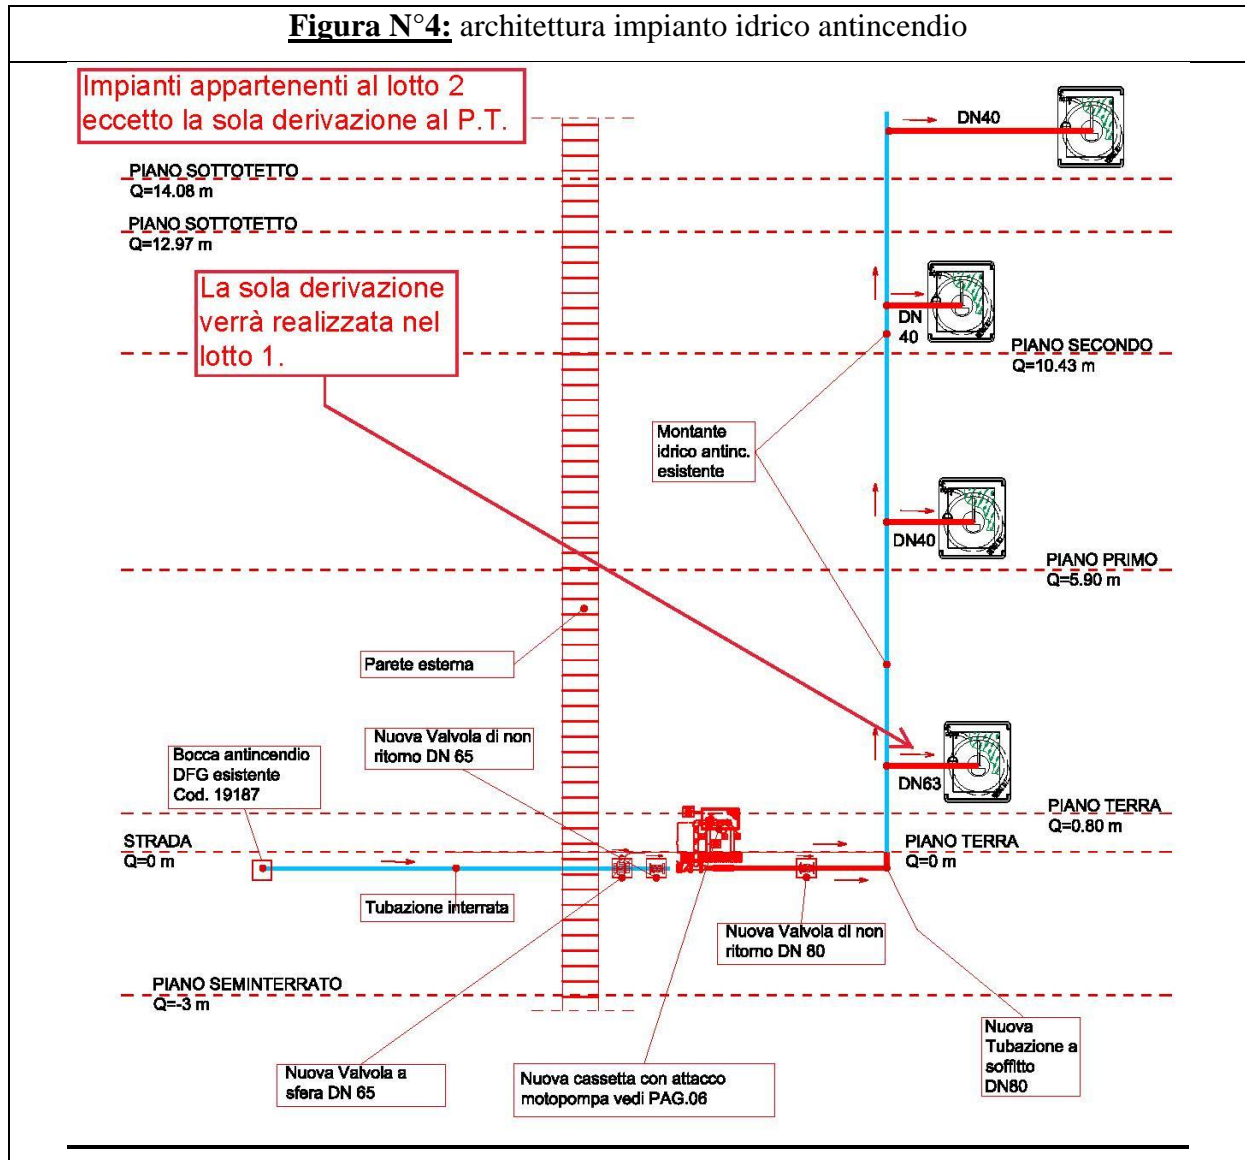 Figura N°4: architettura impianto idrico antincendio
Impianti appartenenti al lotto 2
eccetto la sola derivazione al P.T.
DN40
PIANO SOTTOTETTO
Q=14.08 m
PIANO SOTTOTETTO
Q=12.97 m
La sola derivazione
verrà realizzata nel
lotto 1.
DN
40
PIANO SECONDO
Q=10.43 m
Montante
idrico antinc.
esistente
DN40
PIANO PRIMO
Q=5.90 m
Parete esterna
Nuova Valvola di non
ritorno DN 65
Bocca antincendio
DFG esistente
Cod. 19187
DN63
PIANO TERRA
Q=0.80 m
STRADA
Q=0 m
PIANO TERRA
Q=0 m
Tubazione interrata
Nuova Valvola di non
ritorno DN 80
PIANO SEMINTERRATO
Q=-3 m
Nuova
Tubazione a
soffitto
DN80
Nuova Valvola a
sfera DN 65
Nuova cassetta con attacco
motopompa vedi PAG.06